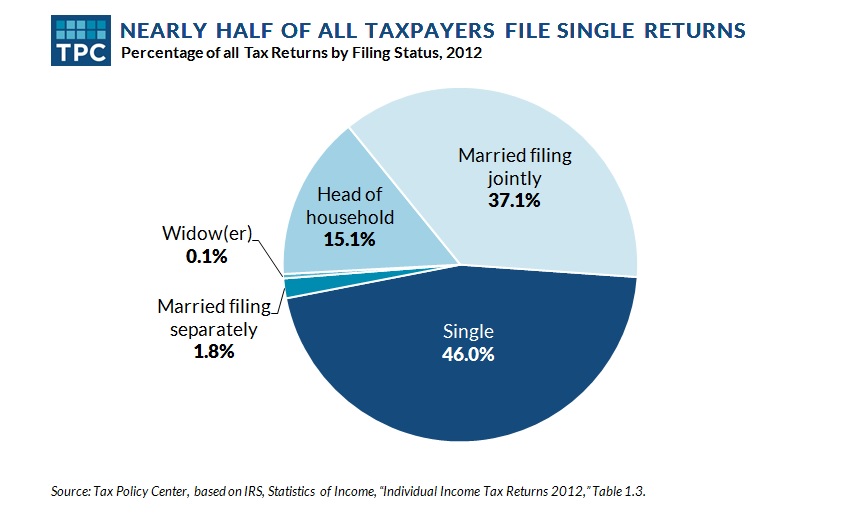 TPC
NEARLY HALF OF ALL TAXPAYERS FILE SINGLE RETURNS
Percentage of all Tax Returns by Filing Status, 2012
Married filing
jointly
37.1%
Head of
household
15.1%
Widow(er)
0.1%
Married filing
separately
1.8%
Single
46.0%
Source: Tax Policy Center, based on IRS, Statistics of Income, “Individual Income Tax Returns 2012,” Table 1.3.